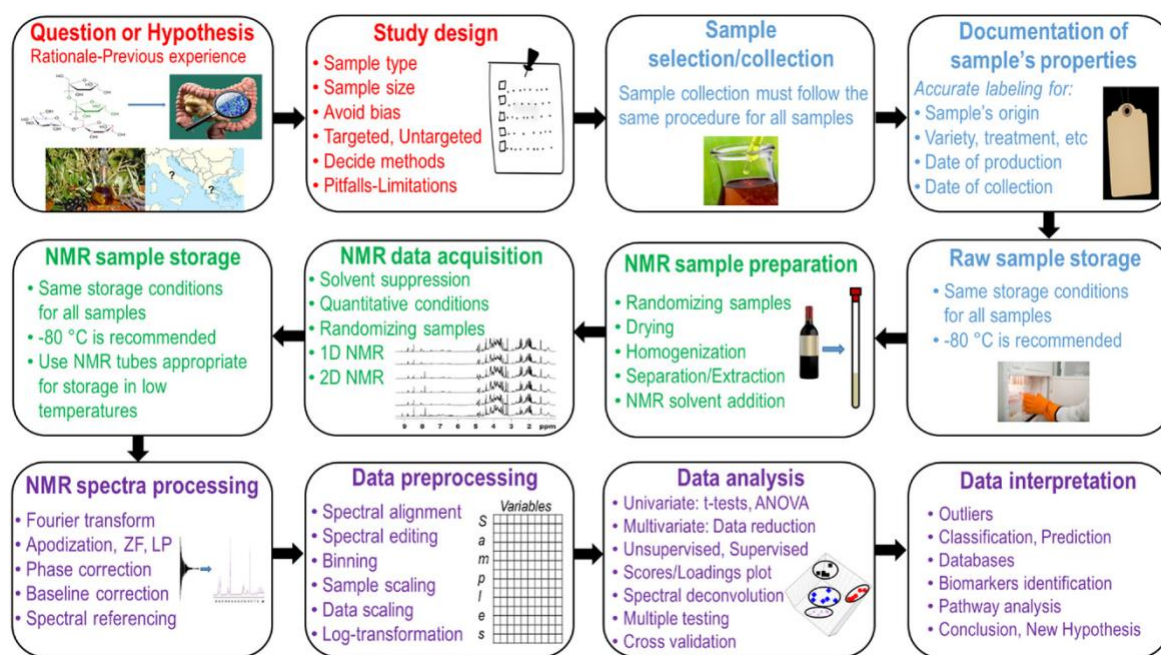 Question or Hypothesis
Rationale-Previous experience
?
?
Study design
• Sample type
• Sample size
• Avoid bias
• Targeted, Untargeted
• Decide methods
• Pitfalls-Limitations
Sample
selection/collection
Sample collection must follow the
same procedure for all samples
Documentation of
sample's properties
Accurate labeling for:
• Sample's origin
• Variety, treatment, etc
• Date of production
• Date of collection
Raw sample storage
• Same storage conditions
for all samples
• -80 °C is recommended
NMR sample preparation
• Randomizing samples
• Drying
• Homogenization
• Separation/Extraction
• NMR solvent addition
NMR data acquisition
• Solvent suppression
• Quantitative conditions
• Randomizing samples
• 1D NMR
• 2D NMR
9 8 7 6 5 4 3 2 1 ppm
NMR sample storage
• Same storage conditions
for all samples
• -80 °C is recommended
• Use NMR tubes appropriate
for storage in low
temperatures
NMR spectra processing
• Fourier transform
• Apodization, ZF, LP
• Phase correction
• Baseline correction
• Spectral referencing
Data preprocessing
• Spectral alignment
• Spectral editing
• Binning
• Sample scaling
• Data scaling
• Log-transformation
Variables
Samples
Data analysis
• Univariate: t-tests, ANOVA
• Multivariate: Data reduction
• Unsupervised, Supervised
• Scores/Loadings plot
• Spectral deconvolution
• Multiple testing
• Cross validation
Data interpretation
• Outliers
• Classification, Prediction
• Databases
• Biomarkers identification
• Pathway analysis
• Conclusion, New Hypothesis